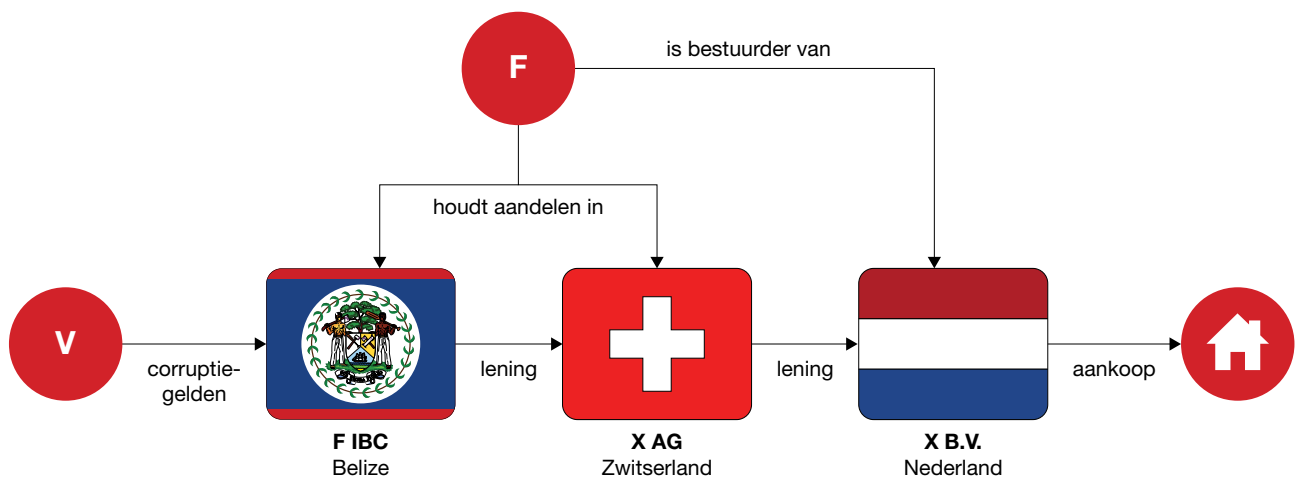 F
is bestuurder van
houdt aandelen in
V
corruptie-
gelden
lening
lening
aankoop
F IBC
Belize
X AG
Zwitserland
X B.V.
Nederland